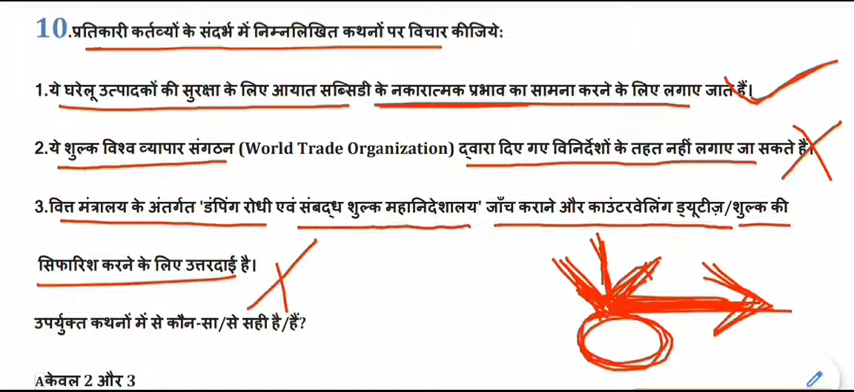 10.प्रतिकारी कर्तव्यों के संदर्भ में निम्नलिखित कथनों पर विचार कीजिये:
1.ये घरेलू उत्पादकों की सुरक्षा के लिए आयात सब्सिडी के नकारात्मक प्रभाव का सामना करने के लिए लगाए जाते हैं।
2.ये शुल्क विश्व व्यापार संगठन (World Trade Organization) द्वारा दिए गए विनिर्देशों के तहत नहीं लगाए जा सकते हैं।
3.वित्त मंत्रालय के अंतर्गत 'डंपिंग रोधी एवं संबद्ध शुल्क महानिदेशालय' जाँच कराने और काउंटरवेलिंग ड्यूटीज़/शुल्क की
सिफारिश करने के लिए उत्तरदाई है।
उपर्युक्त कथनों में से कौन-सा/से सही है/हैं?
Aकेवल 2 और 3